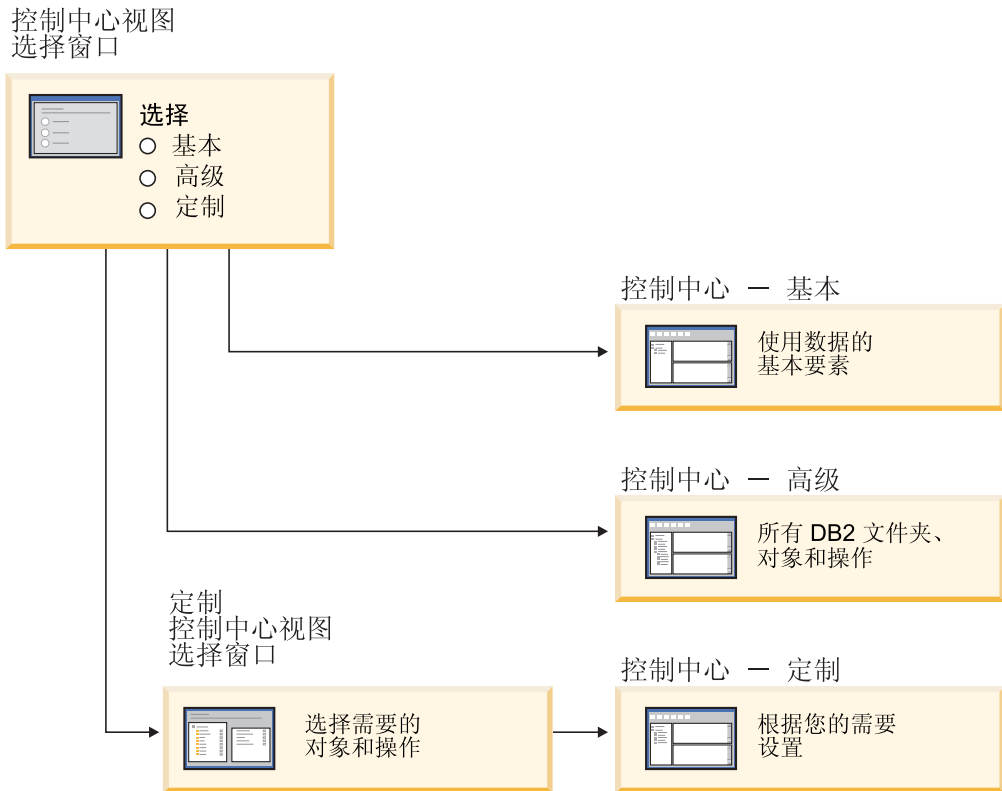 控制中心视图
选择窗口
选择
基本
高级
定制
控制中心 — 基本
使用数据的
基本要素
控制中心 — 高级
所有 DB2 文件夹、
对象和操作
定制
控制中心视图
选择窗口
选择需要的
对象和操作
控制中心 — 定制
根据您的需要
设置